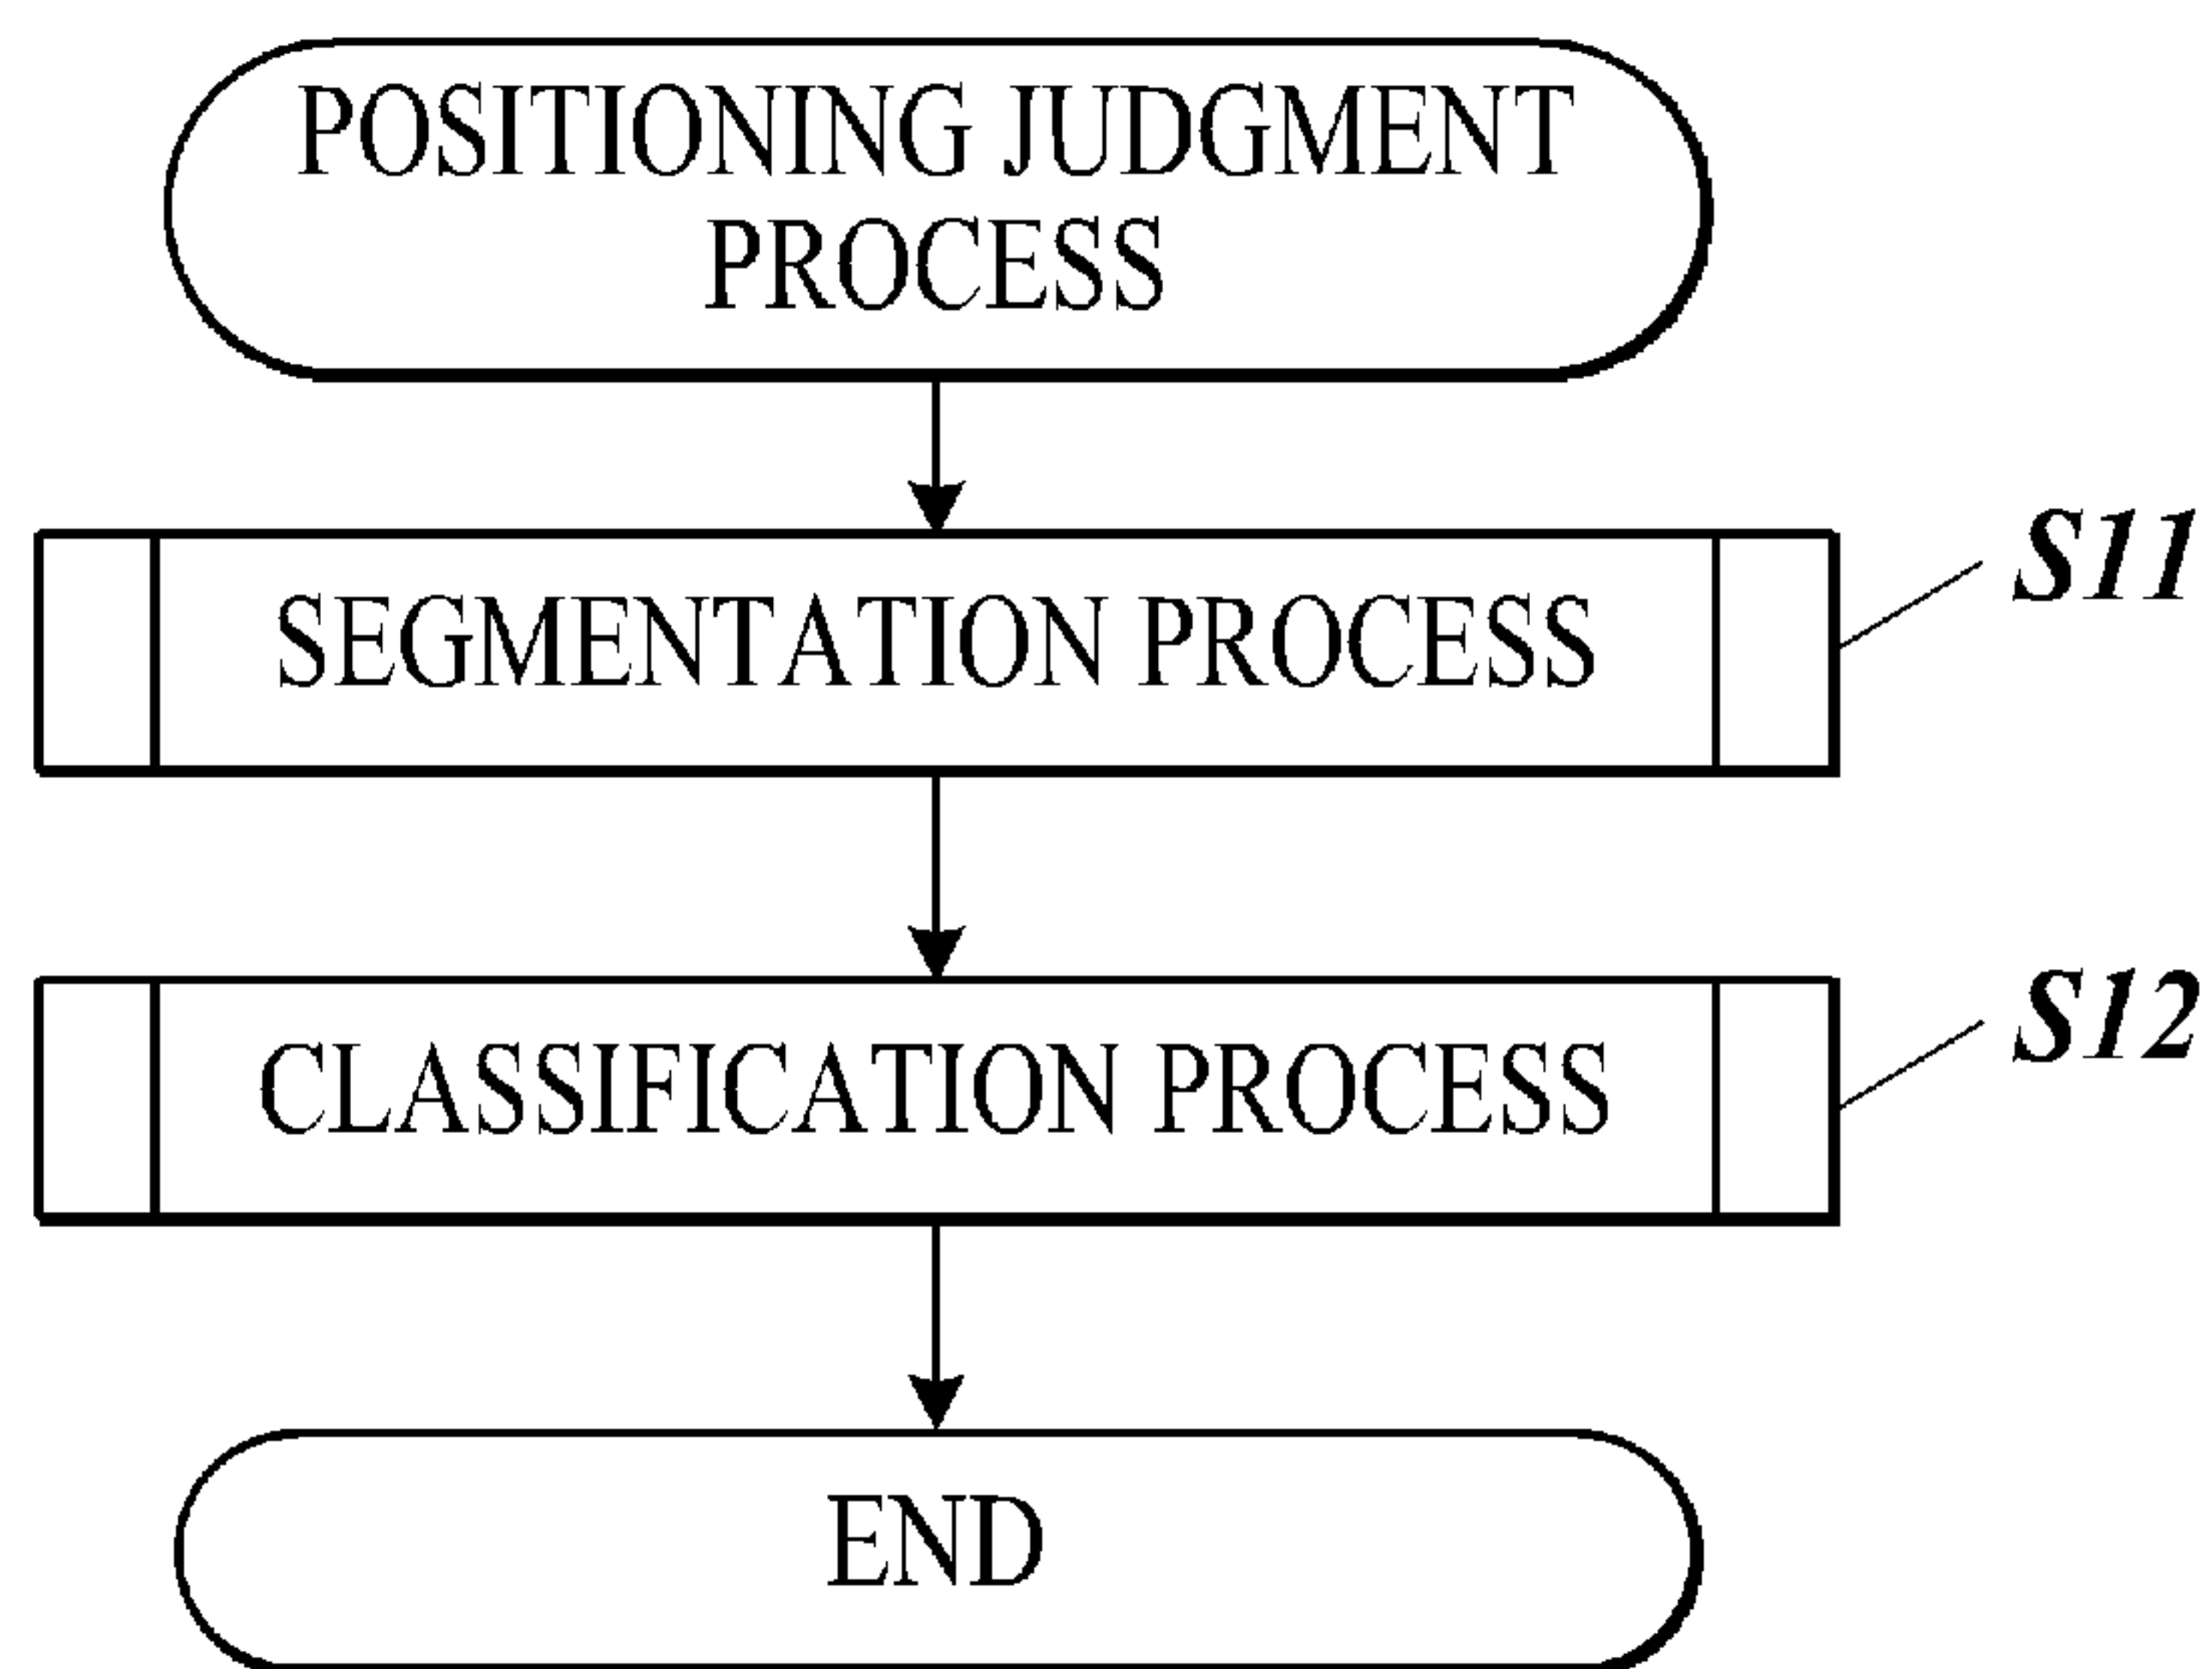 POSITIONING JUDGMENT
PROCESS
SEGMENTATION PROCESS
S11
CLASSIFICATION PROCESS
S12
END